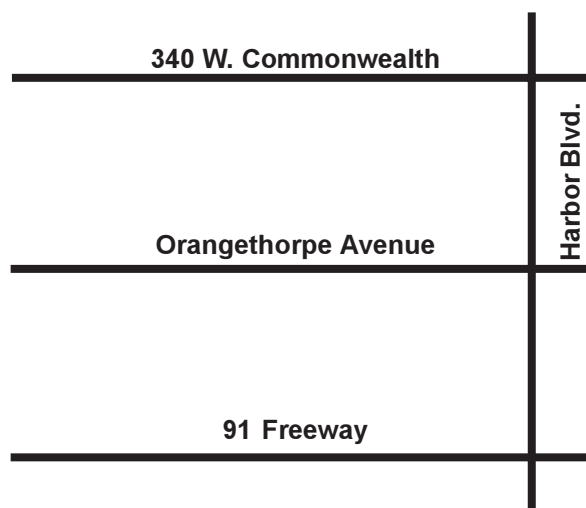 340 W. Commonwealth
Harbor Blvd.
Orangethorpe Avenue
91 Freeway